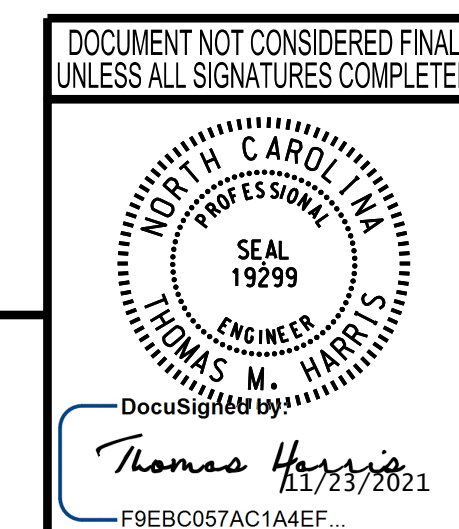 DOCUMENT NOT CONSIDERED FINAL
UNLESS ALL SIGNATURES COMPLETE
NORTH CAROLINA
PROFESSIONAL
SEAL
19299
ENGINEER
THOMAS M. HARRIS
DocuSigned by:
Thomas Harris
11/23/2021
F9EBC057AC1A4EF...